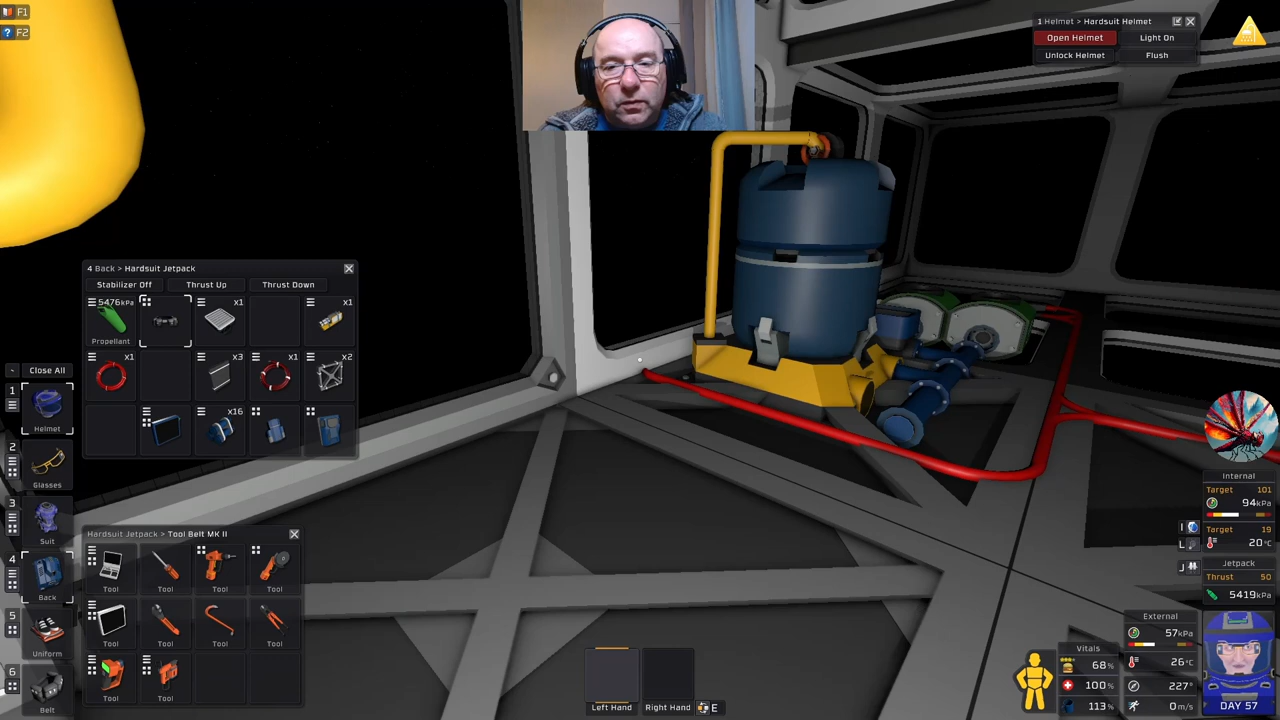 F1
F2
1 Helmet > Hardsuit Helmet
Open Helmet
Light On
Unlock Helmet
Flush
4 Back > Hardsuit Jetpack
Stabilizer Off
Thrust Up
Thrust Down
5476kPa
x1
x1
Propellant
x1
x3
x1
x2
x16
~
Close All
1
Helmet
2
Glasses
3
Suit
4
Back
5
Uniform
6
Belt
Hardsuit Jetpack > Tool Belt MK II
Tool
Tool
Tool
Tool
Tool
Tool
Tool
Tool
Tool
Tool
Left Hand
Right Hand
E
Internal
Target 101
94kPa
Target 19
20°C
I
L
J
Jetpack
Thrust 50
5419kPa
External
57kPa
26°C
227°
0m/s
Vitals
68%
100%
113%
DAY 57